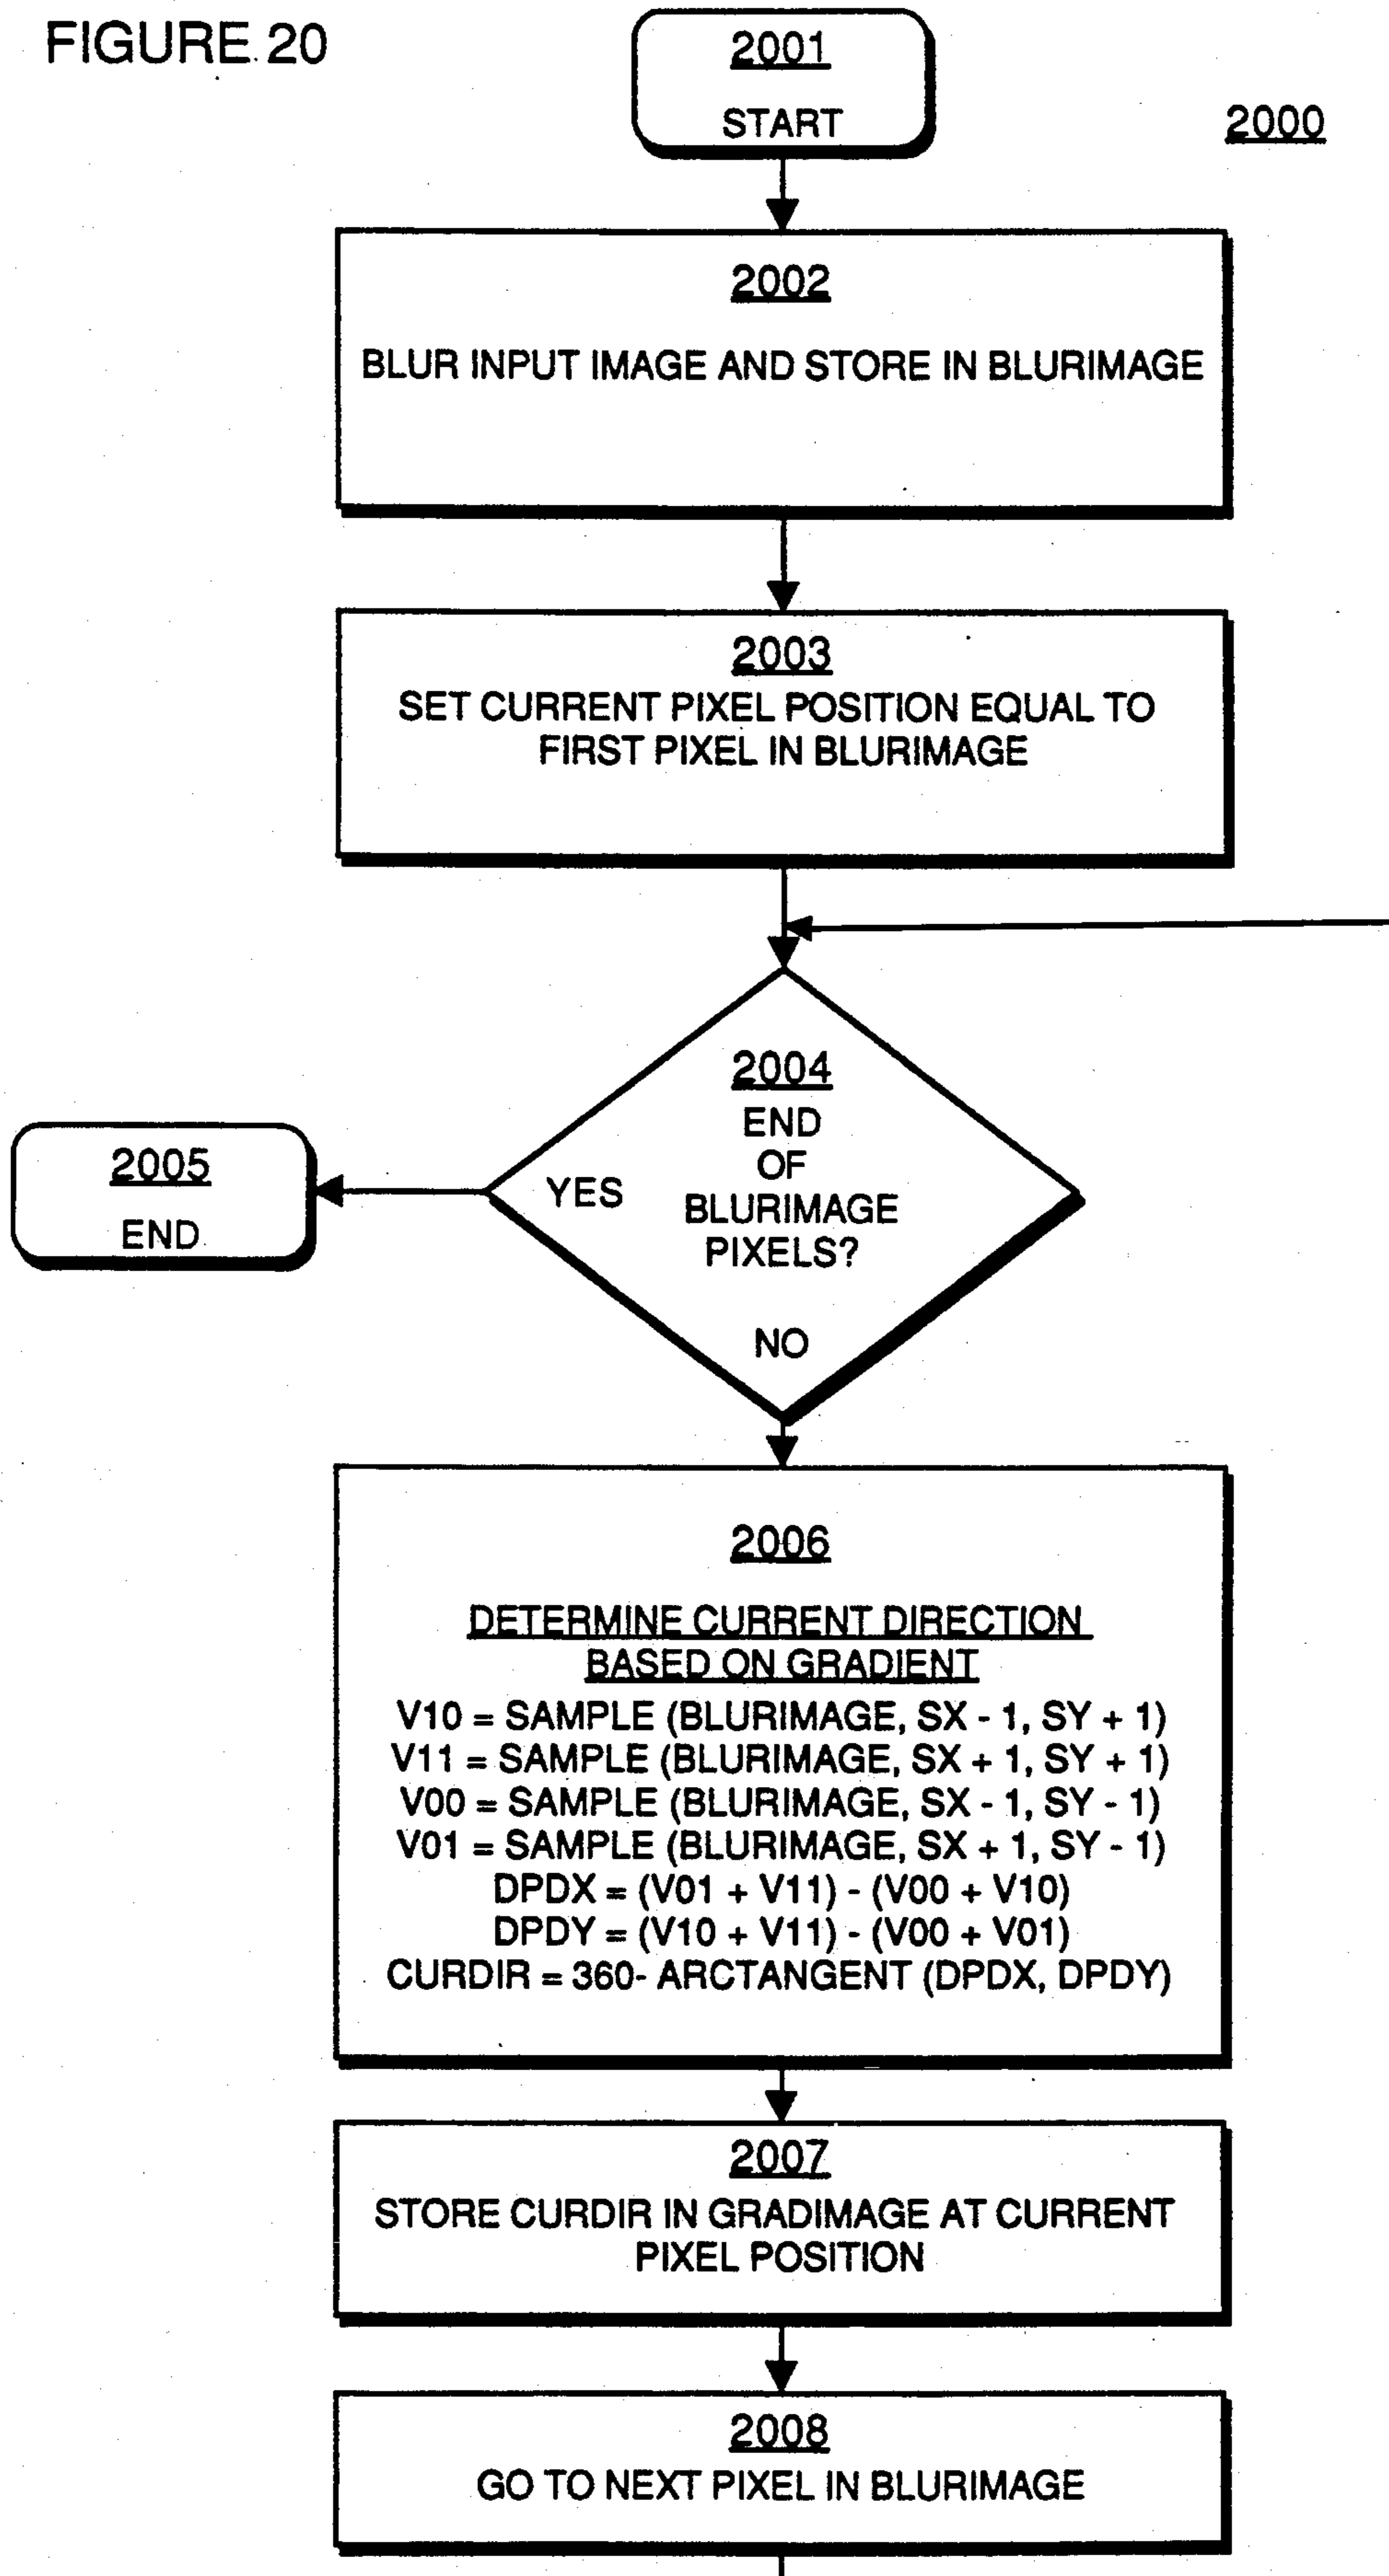 FIGURE 20
2001
START
2000
2002
BLUR INPUT IMAGE AND STORE IN BLURIMAGE
2003
SET CURRENT PIXEL POSITION EQUAL TO
FIRST PIXEL IN BLURIMAGE
2004
END
OF
BLURIMAGE
PIXELS?
YES
NO
2005
END
2006
DETERMINE CURRENT DIRECTION
BASED ON GRADIENT
V10 = SAMPLE (BLURIMAGE, SX - 1, SY + 1)
V11 = SAMPLE (BLURIMAGE, SX + 1, SY + 1)
V00 = SAMPLE (BLURIMAGE, SX - 1, SY - 1)
V01 = SAMPLE (BLURIMAGE, SX + 1, SY - 1)
DPDX = (V01 + V11) - (V00 + V10)
DPDY = (V10 + V11) - (V00 + V01)
CURDIR = 360- ARCTANGENT (DPDX, DPDY)
2007
STORE CURDIR IN GRADIMAGE AT CURRENT
PIXEL POSITION
2008
GO TO NEXT PIXEL IN BLURIMAGE